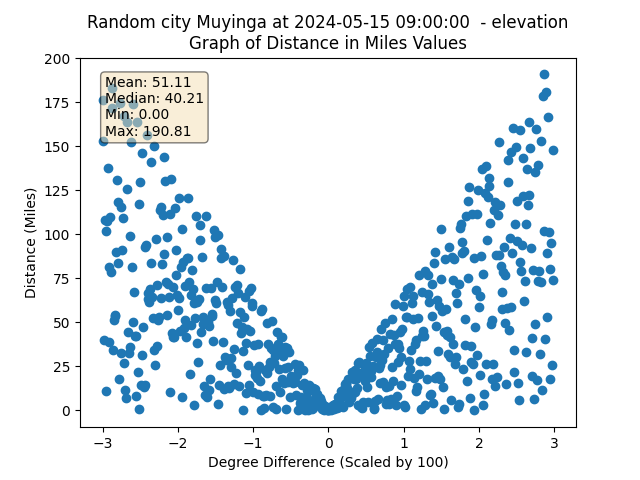 Random city Muyinga at 2024-05-15 09:00:00  - elevation
Graph of Distance in Miles Values
Mean: 51.11
Median: 40.21
Min: 0.00
Max: 190.81
Distance (Miles)
200
175
150
125
100
75
50
25
0
−3
−2
−1
0
1
2
3
Degree Difference (Scaled by 100)